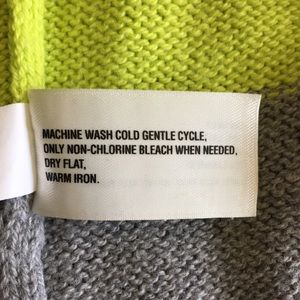 MACHINE WASH COLD GENTLE CYCLE,
ONLY NON-CHLORINE BLEACH WHEN NEEDED,
DRY FLAT,
WARM IRON.